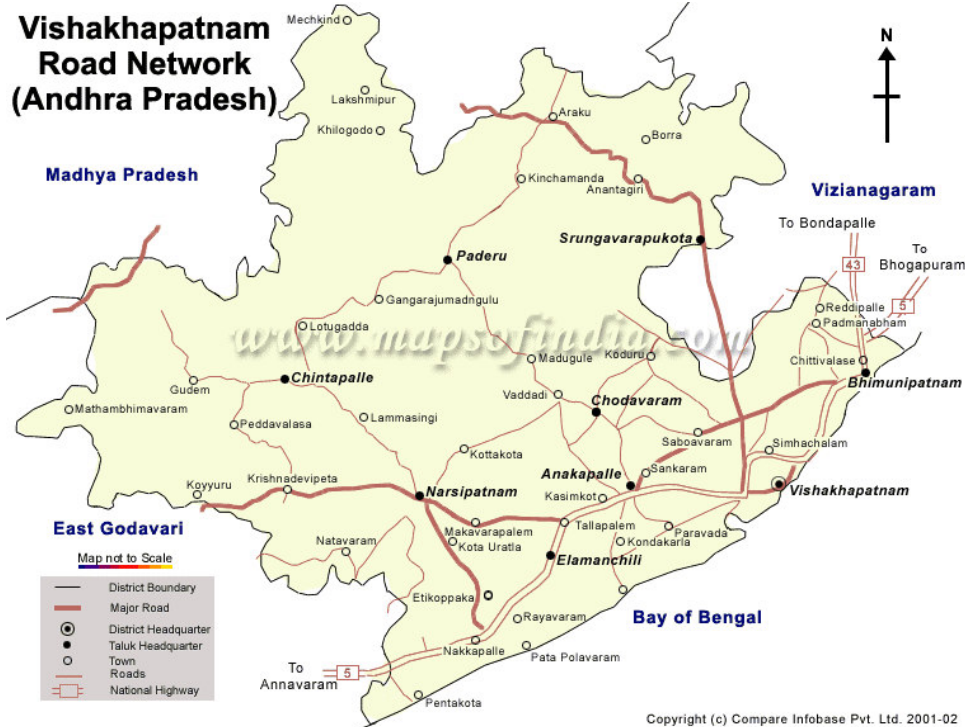 Vishakhapatnam
Road Network
(Andhra Pradesh)
Mechkind
N
Lakshmipur
Araku
Khilogodo
Borra
Madhya Pradesh
Kinchamanda
Anantagiri
Vizianagaram
To Bondapalle
Srungavarapukota
To
Bhogapuram
Paderu
43
Gangarajumadngulu
5
Reddipalle
Lotugadda
Padmanabham
www.mapsofindia.com
Madugule
Koduru
Chittivalase
Chintapalle
Bhimunipatnam
Gudem
Vaddadi
Mathambhimavaram
Chodavaram
Lammasingi
Peddavalasa
Saboavaram
Simhachalam
Kottakota
Sankaram
Anakapalle
Krishnadevipeta
Koyyuru
Narsipatnam
Kasimkot
Vishakhapatnam
East Godavari
Makavarapalem
Tallapalem
Paravada
Natavaram
Kota Uratla
Kondakarla
Map not to Scale
Elamanchili
District Boundary
Etikoppaka
Major Road
Rayavaram
Bay of Bengal
District Headquarter
Taluk Headquarter
Nakkapalle
Town
Pata Polavaram
Roads
To
Annavaram
5
National Highway
Pentakota
Copyright (c) Compare Infobase Pvt. Ltd. 2001-02